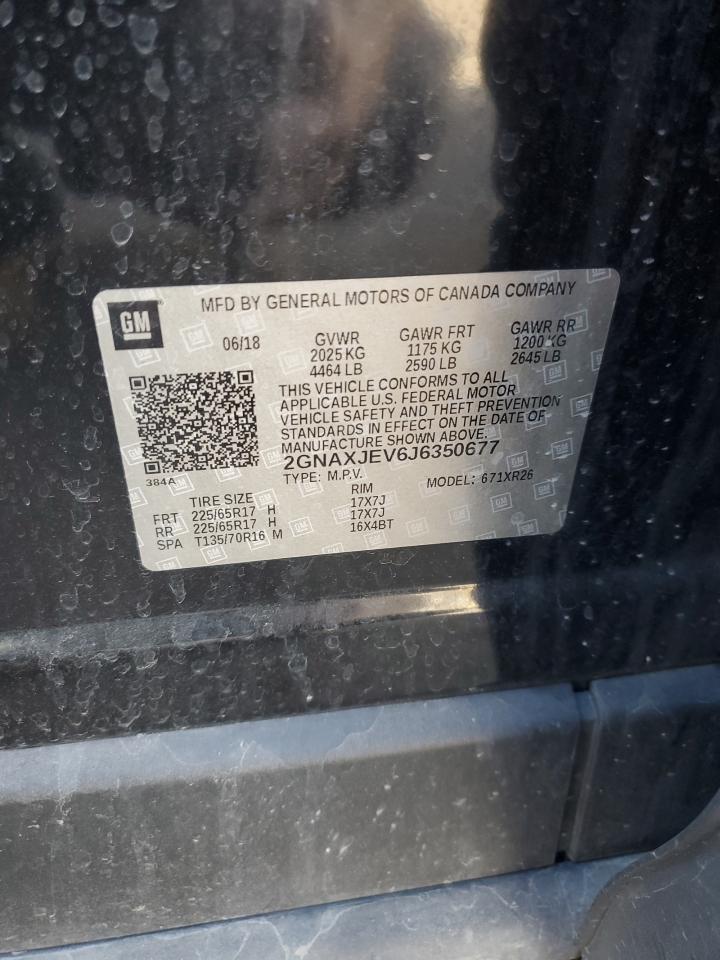 GM
MFD BY GENERAL MOTORS OF CANADA COMPANY
06/18 GVWR GAWR FRT GAWR RR
2025 KG 1175 KG 1200 KG
4464 LB 2590 LB 2645 LB
THIS VEHICLE CONFORMS TO ALL
APPLICABLE U.S. FEDERAL MOTOR
VEHICLE SAFETY AND THEFT PREVENTION
STANDARDS IN EFFECT ON THE DATE OF
MANUFACTURE SHOWN ABOVE.
2GNAXJEV6J6350677
384A
TYPE: M.P.V. MODEL: 671XR26
TIRE SIZE RIM
FRT 225/65R17 H 17X7J
RR 225/65R17 H 17X7J
SPA T135/70R16 M 16X4BT